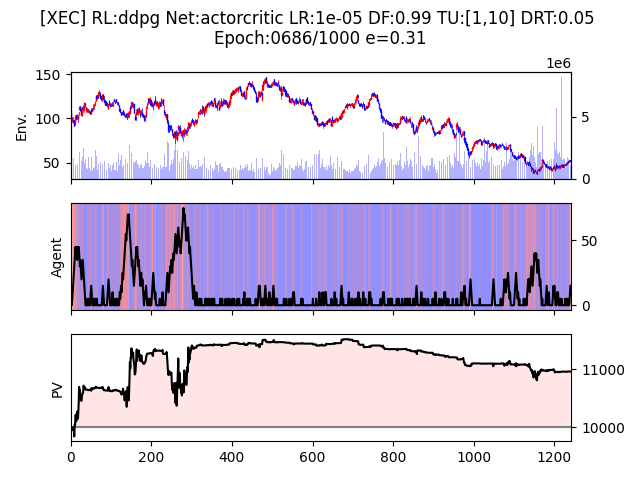 [XEC] RL:ddpg Net:actorcritic LR:1e-05 DF:0.99 TU:[1,10] DRT:0.05
Epoch:0686/1000 e=0.31
1e6
150
100
50
Env.
5
0
Agent
50
0
PV
11000
10000
0
200
400
600
800
1000
1200